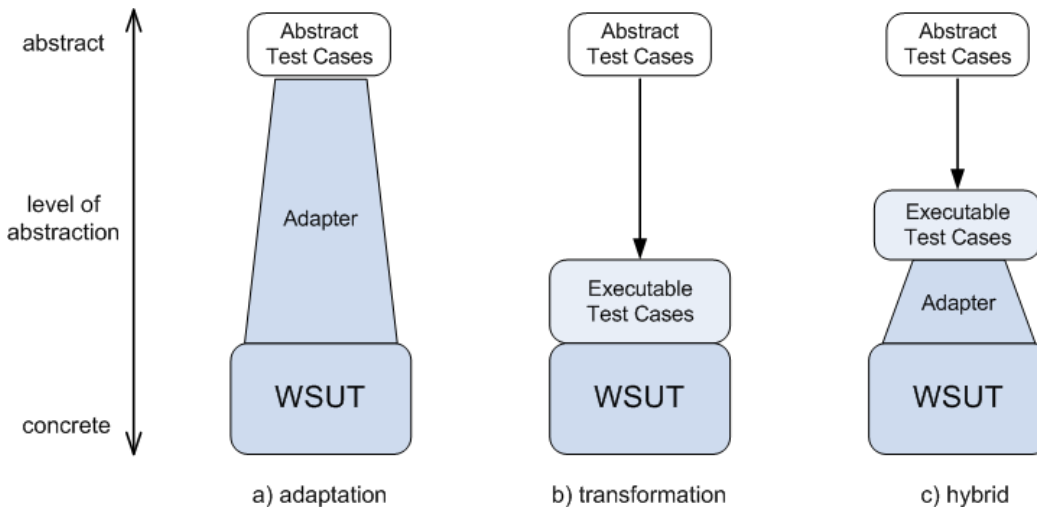 abstract
level of
abstraction
concrete
Abstract
Test Cases
Adapter
WSUT
a) adaptation
Abstract
Test Cases
Executable
Test Cases
WSUT
b) transformation
Abstract
Test Cases
Executable
Test Cases
Adapter
WSUT
c) hybrid